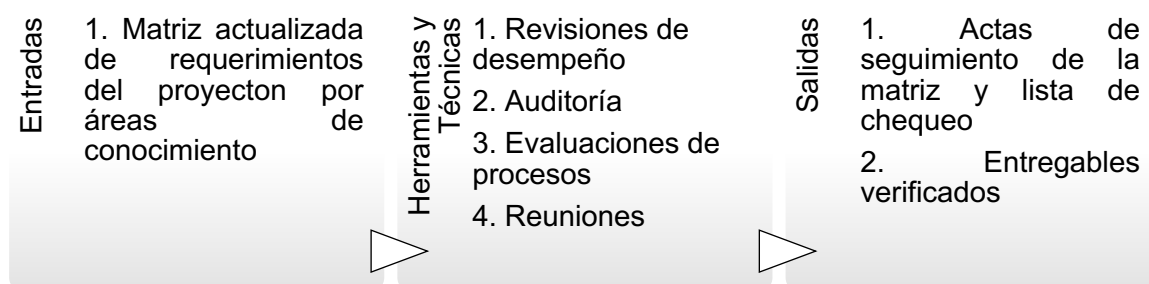 Entradas
1. Matriz actualizada
de requerimientos
del proyecton por
áreas de
conocimiento
Herramientas y
Técnicas
1. Revisiones de
desempeño
2. Auditoría
3. Evaluaciones de
procesos
4. Reuniones
Salidas
1. Actas de
seguimiento de la
matriz y lista de
chequeo
2. Entregables
verificados